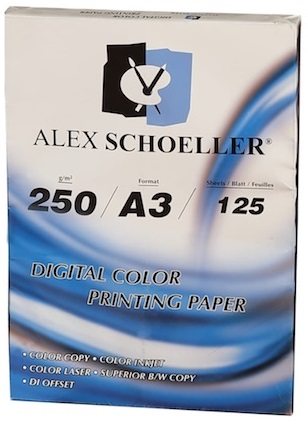 ALEX SCHOELLER®
g/m² Format Sheets / Blatt / Feuilles
250 / A3 / 125
DIGITAL COLOR
PRINTING PAPER
• COLOR COPY • COLOR INKJET
• COLOR LASER • SUPERIOR B/W COPY
• DI OFFSET